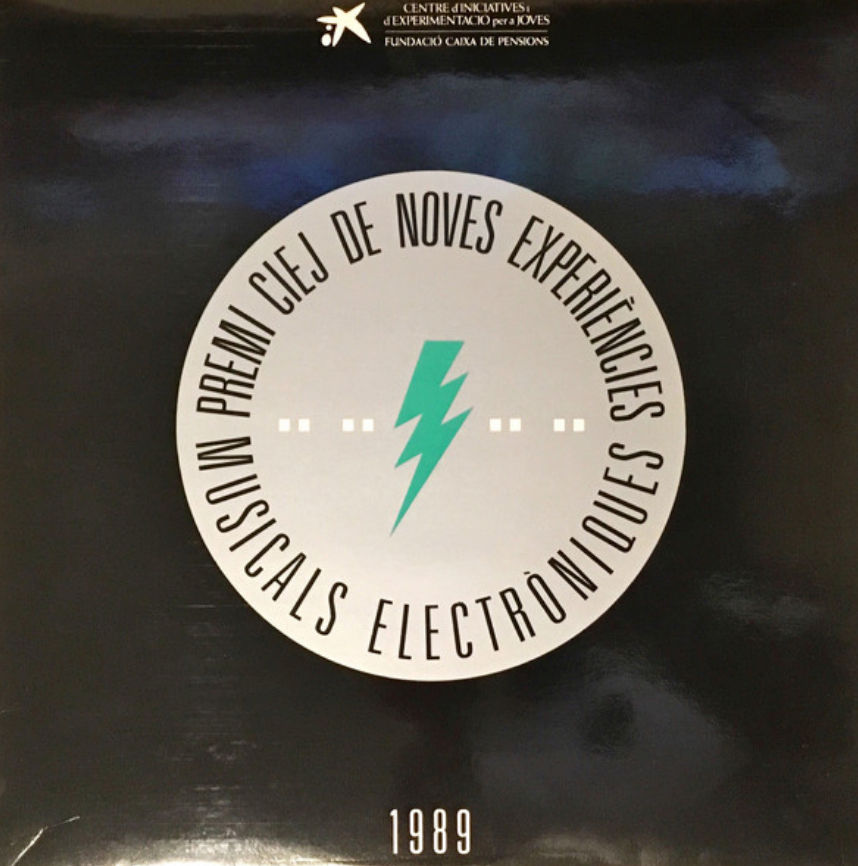 CENTRE d'INICIATIVES i
d'EXPERIMENTACIO per a JOVES
FUNDACIÓ CAIXA DE PENSIONS
PREMI CIEJ DE NOVES EXPERIÈNCIES
MUSICALS ELECTRÒNIQUES
1989